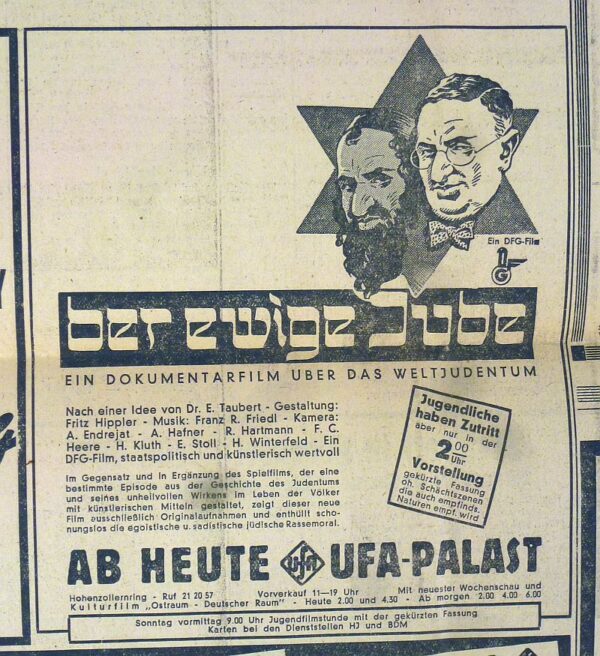 Ein DFG-Film
der ewige Jude
EIN DOKUMENTARFILM ÜBER DAS WELTJUDENTUM
Nach einer Idee von Dr. E. Taubert - Gestaltung:
Fritz Hippler - Musik: Franz R. Friedl - Kamera:
A. Endrejat - A. Hafner - R. Hartmann - F. C.
Heere - H. Kluth - E. Stoll - H. Winterfeld - Ein
DFG-Film, staatspolitisch und künstlerisch wertvoll
Im Gegensatz und in Ergänzung des Spielfilms, der eine
bestimmte Episode aus der Geschichte des Judentums
und seines unheilvollen Wirkens im Leben der Völker
mit künstlerischen Mitteln gestaltet, zeigt dieser neue
Film ausschließlich Originalaufnahmen und enthüllt scho-
nungslos die egoistische u. sadistische jüdische Rassemoral.
Jugendliche
haben Zutritt
aber nur in der
2 00 Uhr
Vorstellung
gekürzte Fassung
oh. Schächtszenen
die auch empfinds.
Naturen empf. wird
AB HEUTE Ufa UFA-PALAST
Hohenzollernring - Ruf 21 20 57 Vorverkauf 11—19 Uhr Mit neuester Wochenschau und
Kulturfilm „Ostraum - Deutscher Raum" - Heute 2.00 und 4.30 - Ab morgen 2.00 4.00 6.00
Sonntag vormittag 9.00 Uhr Jugendfilmstunde mit der gekürzten Fassung
Karten bei den Dienststellen HJ und BDM